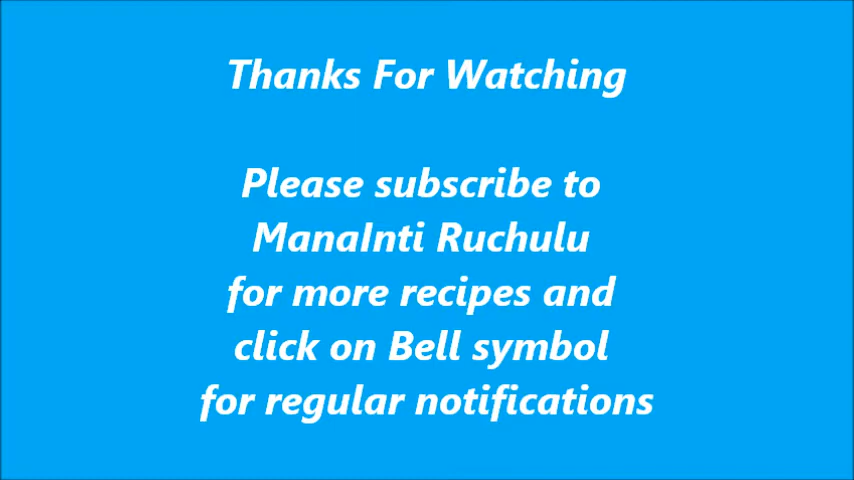 Thanks For Watching
Please subscribe to
ManaInti Ruchulu
for more recipes and
click on Bell symbol
for regular notifications